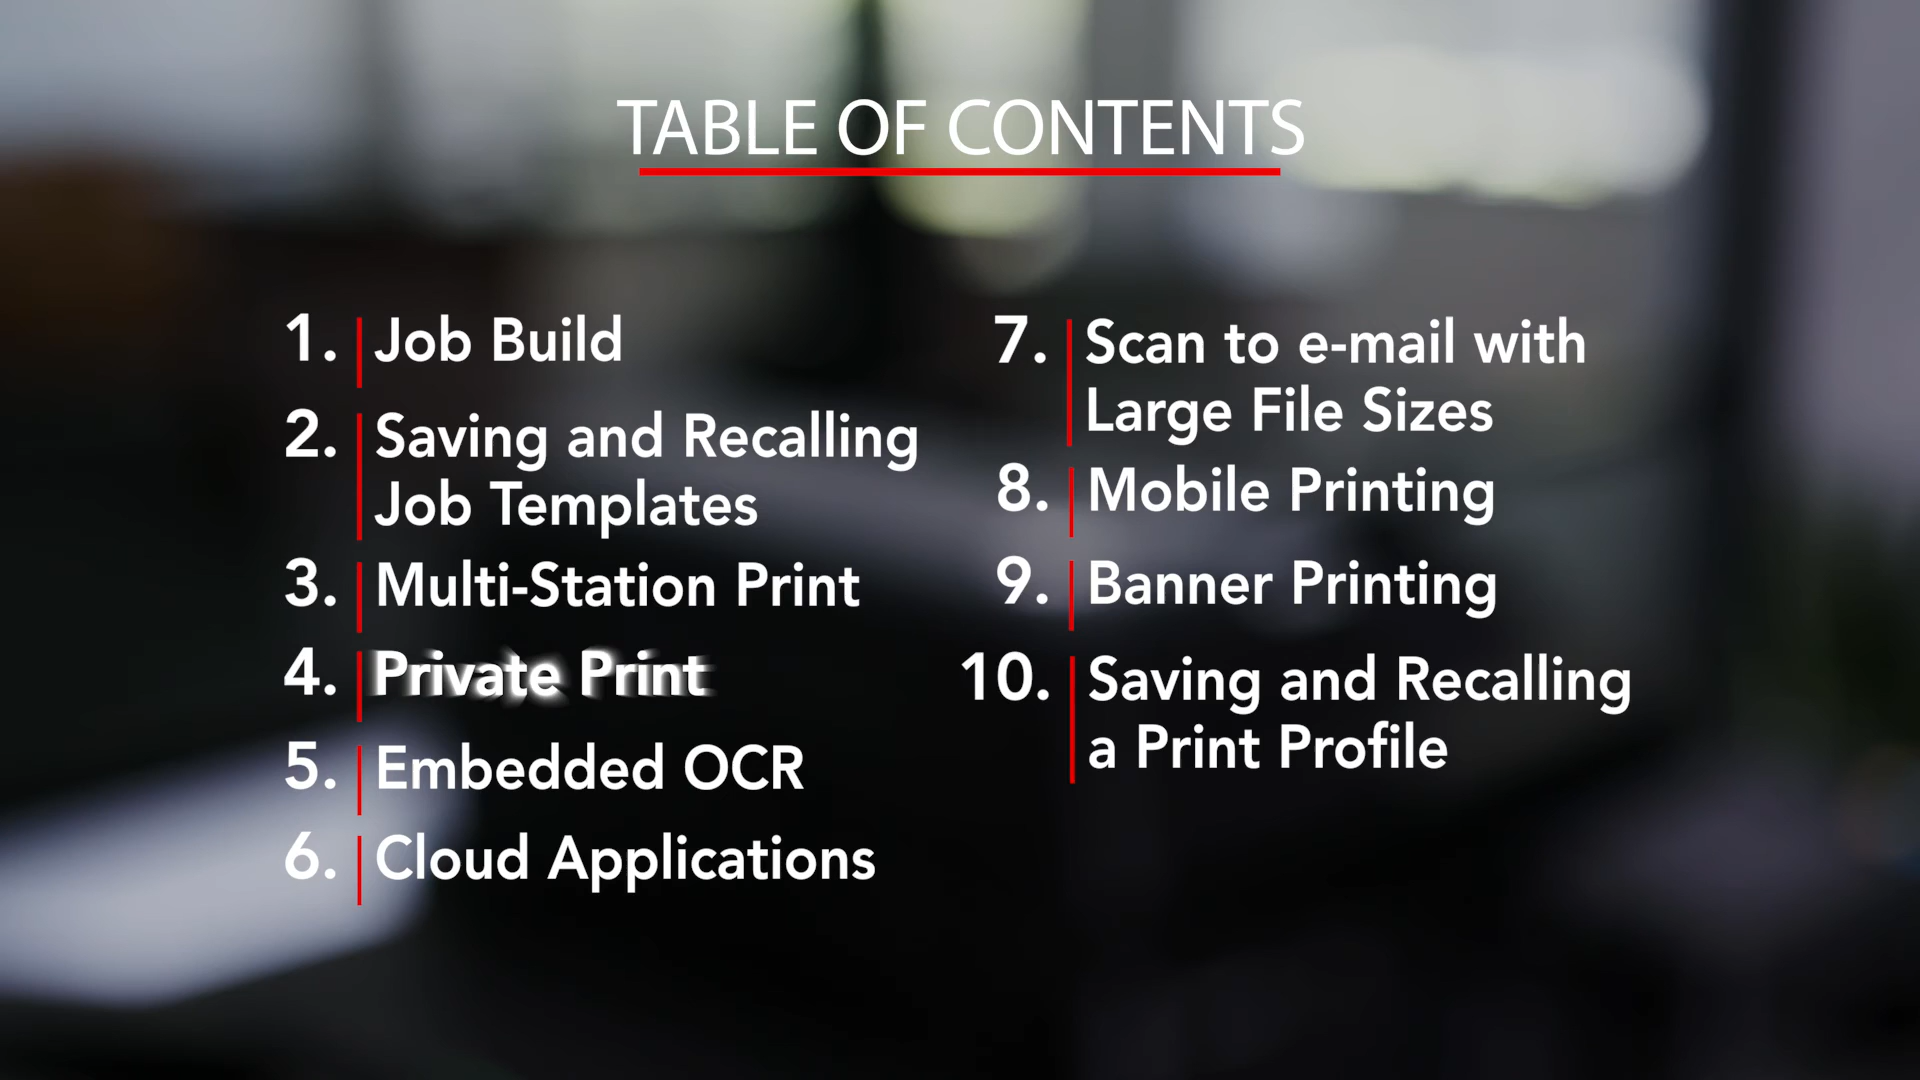 TABLE OF CONTENTS
1. Job Build
2. Saving and Recalling
Job Templates
3. Multi-Station Print
4. Private Print
5. Embedded OCR
6. Cloud Applications
7. Scan to e-mail with
Large File Sizes
8. Mobile Printing
9. Banner Printing
10. Saving and Recalling
a Print Profile